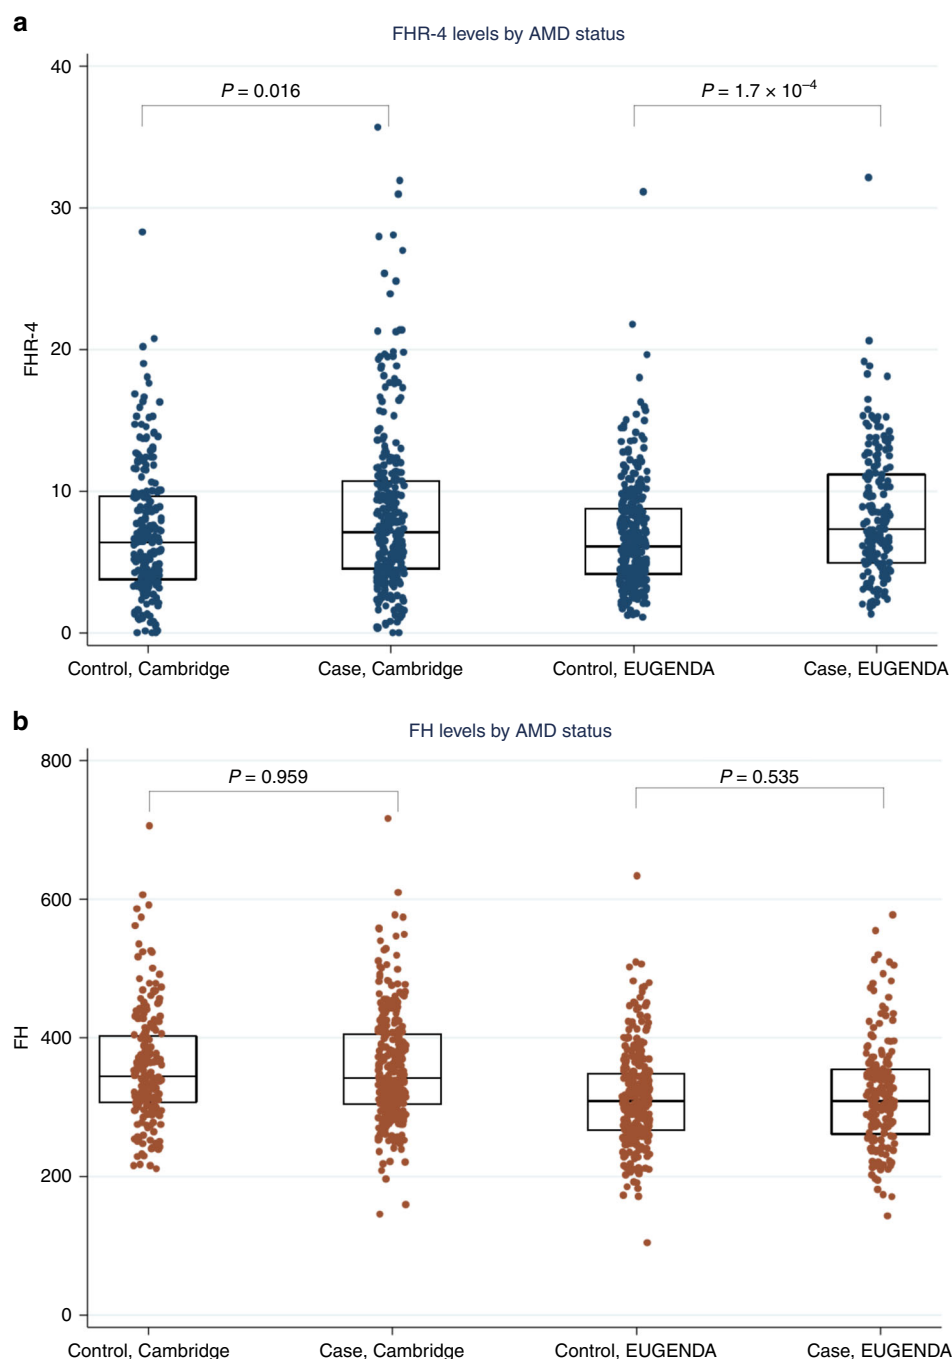 a
FHR-4 levels by AMD status
40
P = 0.016
P = 1.7 × 10⁻⁴
30
20
FHR-4
10
0
Control, Cambridge
Case, Cambridge
Control, EUGENDA
Case, EUGENDA
b
FH levels by AMD status
800
P = 0.959
P = 0.535
600
400
FH
200
0
Control, Cambridge
Case, Cambridge
Control, EUGENDA
Case, EUGENDA